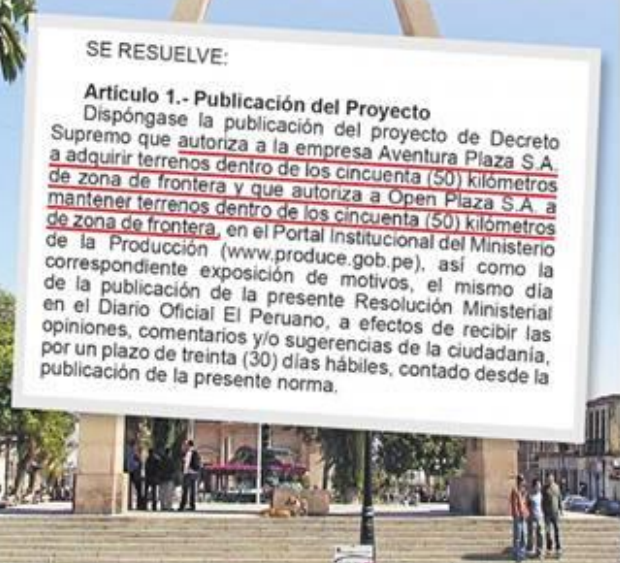 SE RESUELVE:
Artículo 1.- Publicación del Proyecto
Dispóngase la publicación del proyecto de Decreto
Supremo que autoriza a la empresa Aventura Plaza S.A.
a adquirir terrenos dentro de los cincuenta (50) kilómetros
de zona de frontera y que autoriza a Open Plaza S.A. a
mantener terrenos dentro de los cincuenta (50) kilómetros
de zona de frontera, en el Portal Institucional del Ministerio
de la Producción (www.produce.gob.pe), así como la
correspondiente exposición de motivos, el mismo día
de la publicación de la presente Resolución Ministerial
en el Diario Oficial El Peruano, a efectos de recibir las
opiniones, comentarios y/o sugerencias de la ciudadanía,
por un plazo de treinta (30) días hábiles, contado desde la
publicación de la presente norma.